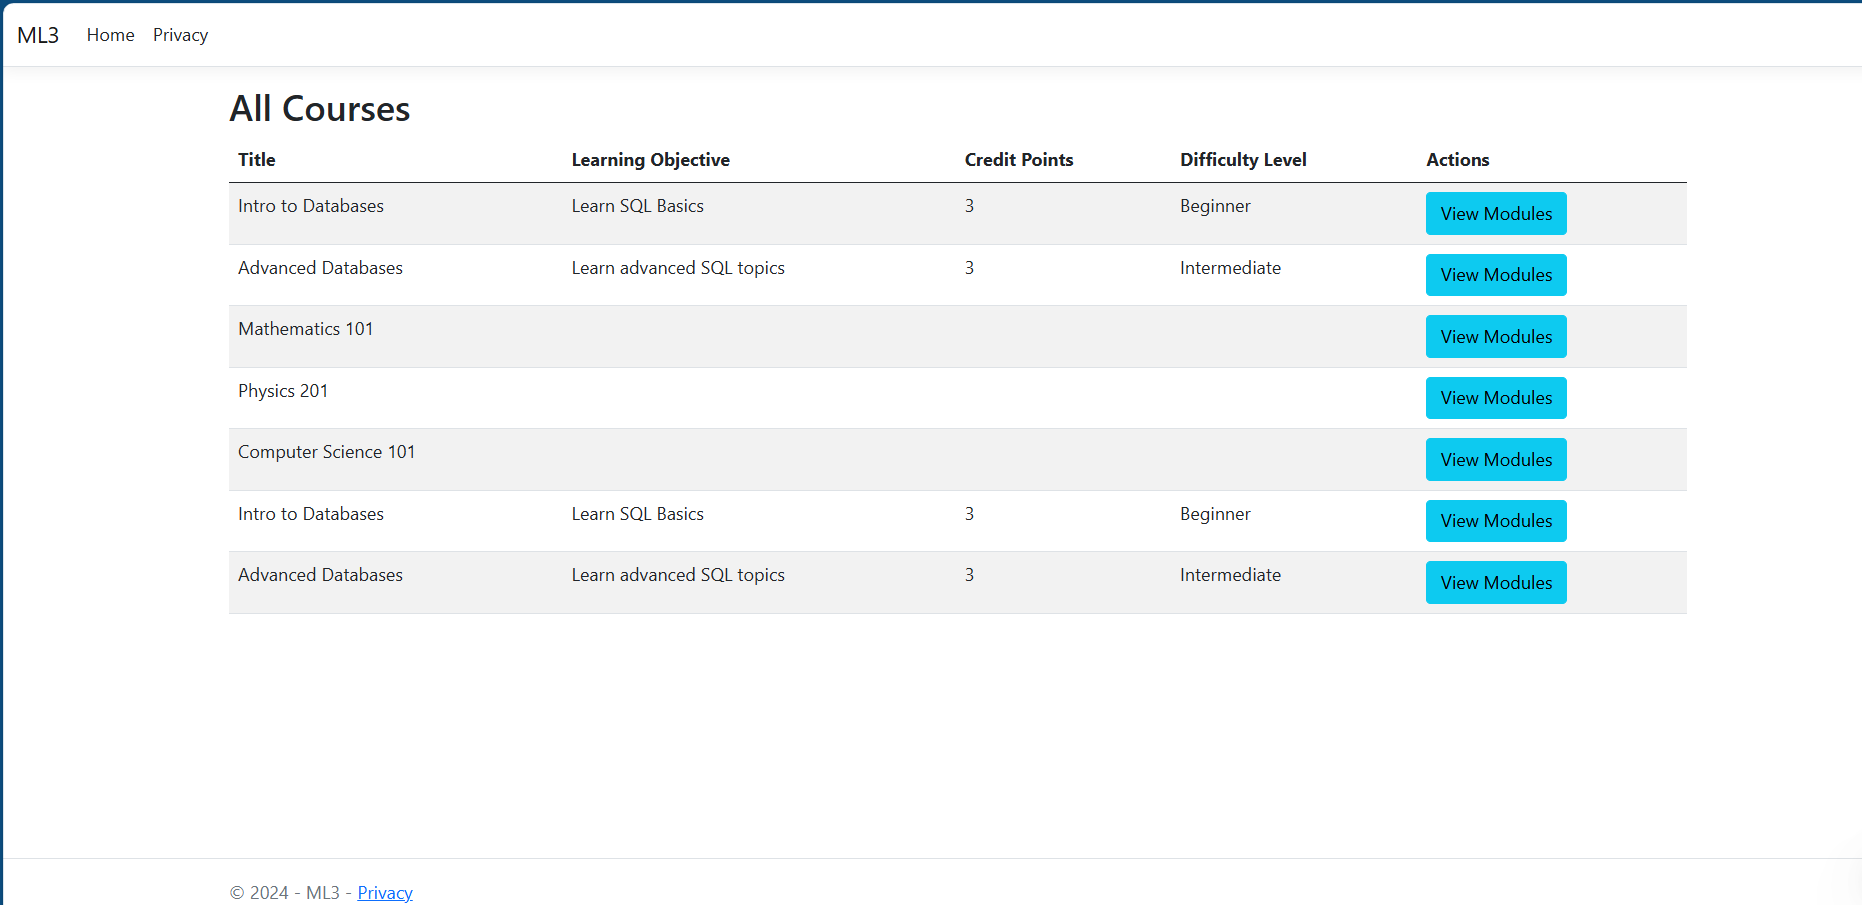 ML3 Home Privacy
All Courses
Title Learning Objective Credit Points Difficulty Level Actions
Intro to Databases Learn SQL Basics 3 Beginner View Modules
Advanced Databases Learn advanced SQL topics 3 Intermediate View Modules
Mathematics 101 View Modules
Physics 201 View Modules
Computer Science 101 View Modules
Intro to Databases Learn SQL Basics 3 Beginner View Modules
Advanced Databases Learn advanced SQL topics 3 Intermediate View Modules
© 2024 - ML3 - Privacy